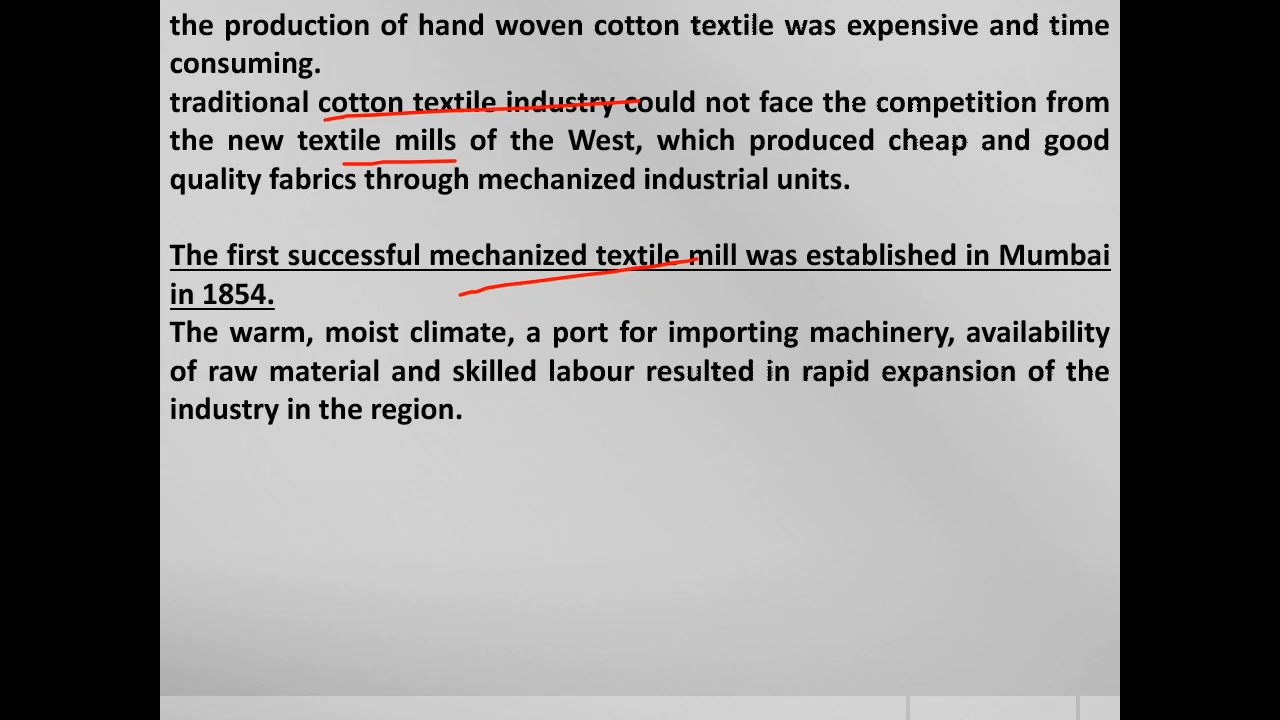 the production of hand woven cotton textile was expensive and time
consuming.
traditional cotton textile industry could not face the competition from
the new textile mills of the West, which produced cheap and good
quality fabrics through mechanized industrial units.
The first successful mechanized textile mill was established in Mumbai
in 1854.
The warm, moist climate, a port for importing machinery, availability
of raw material and skilled labour resulted in rapid expansion of the
industry in the region.